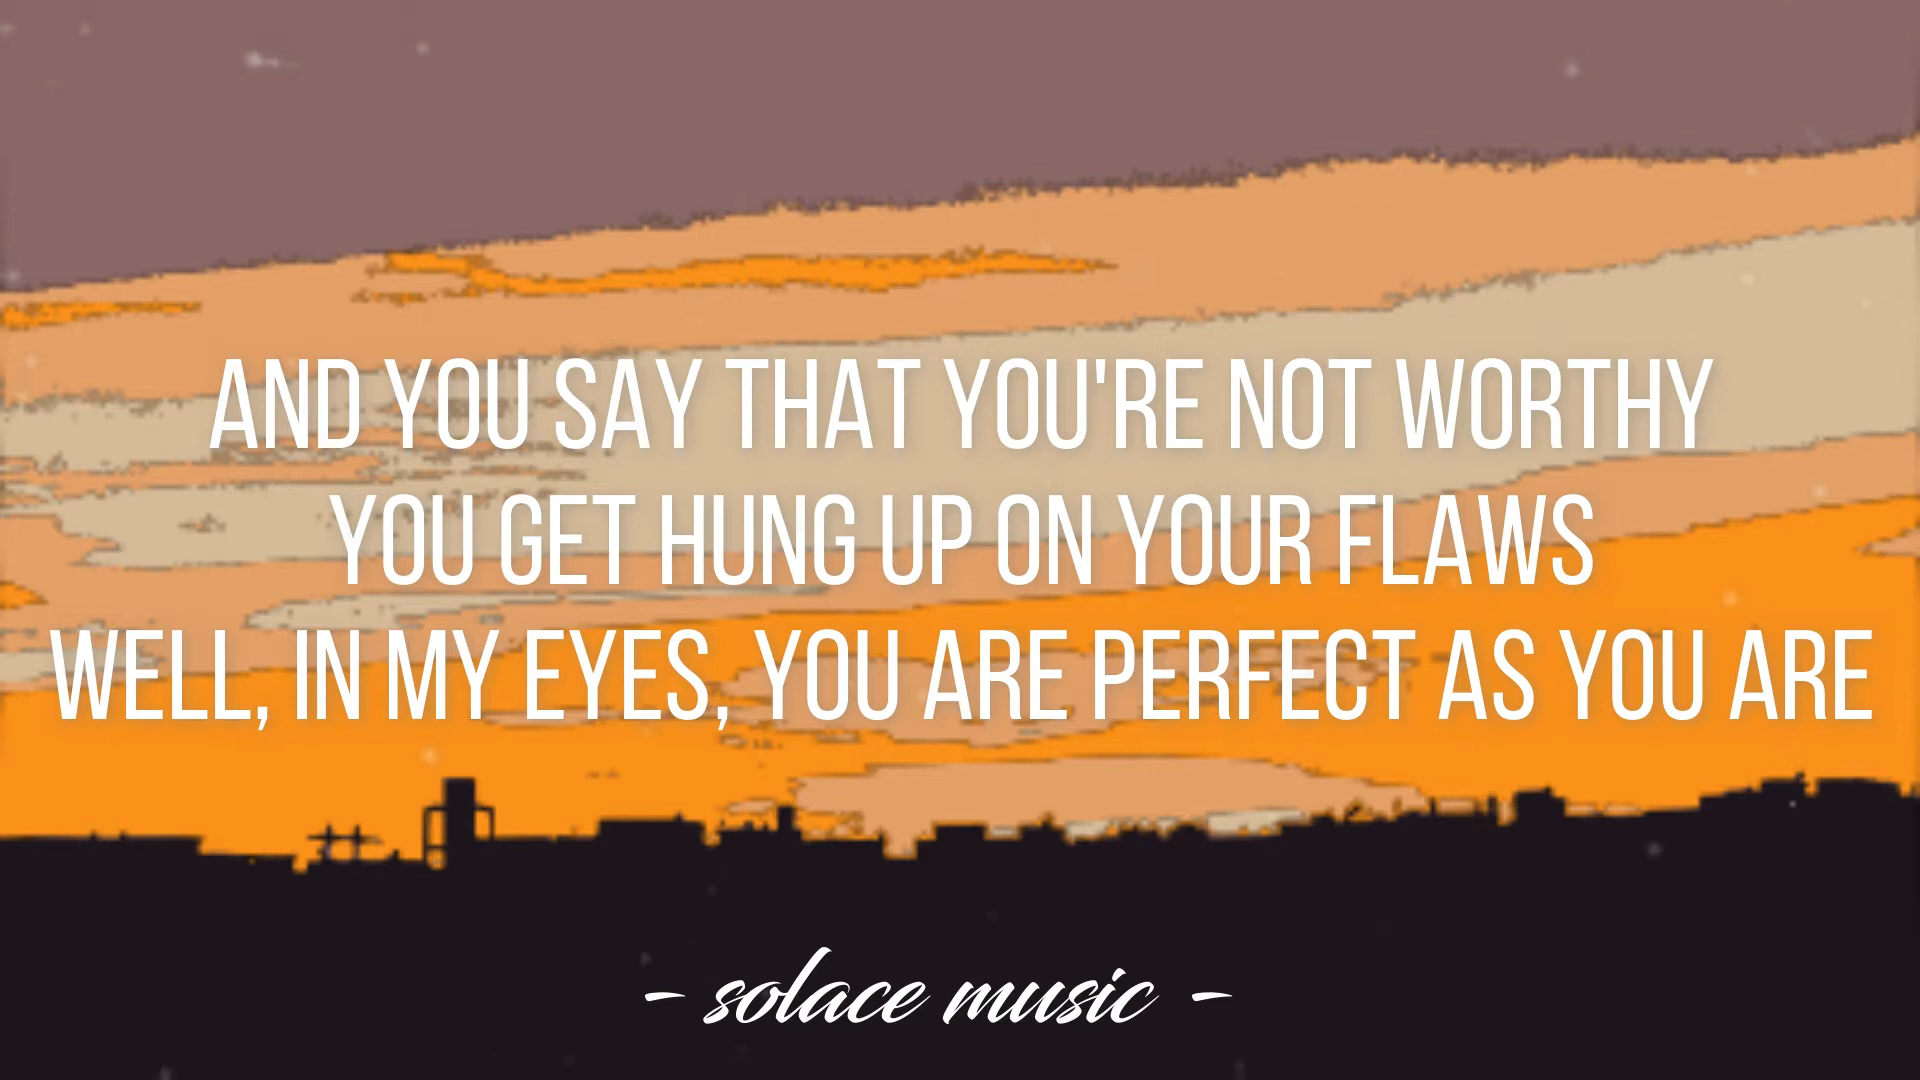 AND YOU SAY THAT YOU'RE NOT WORTHY
YOU GET HUNG UP ON YOUR FLAWS
WELL, IN MY EYES, YOU ARE PERFECT AS YOU ARE
- solace music -